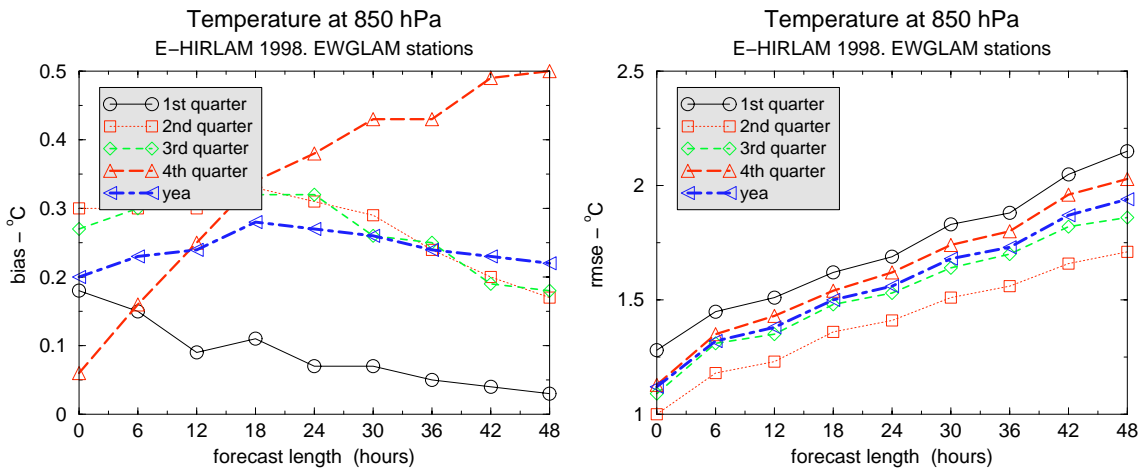 Temperature at 850 hPa
E−HIRLAM 1998. EWGLAM stations
0.5
0.4
0.3
0.2
0.1
0
bias − °C
1st quarter
2nd quarter
3rd quarter
4th quarter
yea
0 6 12 18 24 30 36 42 48
forecast length (hours)
Temperature at 850 hPa
E−HIRLAM 1998. EWGLAM stations
2.5
2
1.5
1
rmse − °C
1st quarter
2nd quarter
3rd quarter
4th quarter
yea
0 6 12 18 24 30 36 42 48
forecast length (hours)